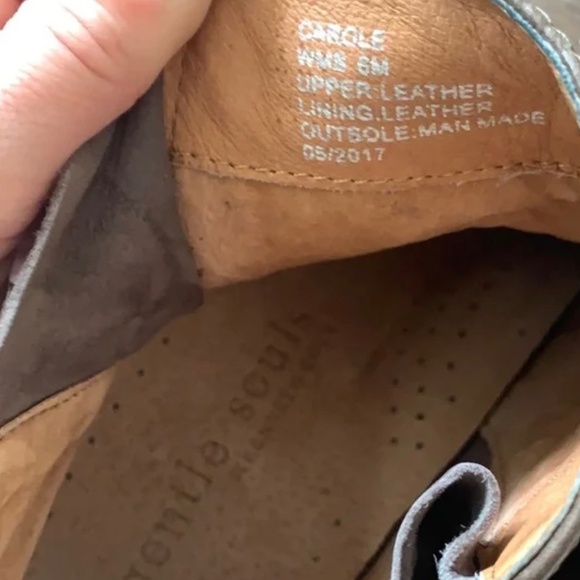 CAROLE
WMS 6M
UPPER:LEATHER
LINING:LEATHER
OUTSOLE:MAN MADE
05/2017
gentle souls